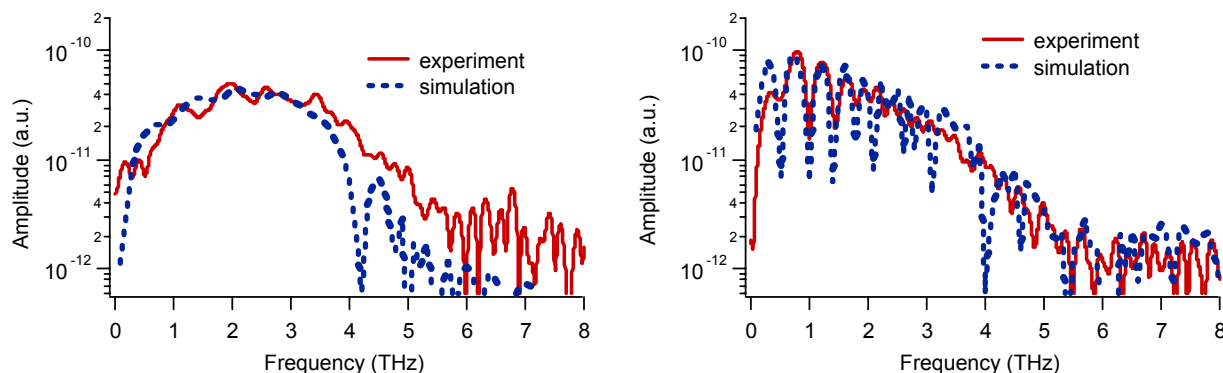 2
10⁻¹⁰
4
2
10⁻¹¹
4
2
10⁻¹²
Amplitude (a.u.)
experiment
simulation
0 1 2 3 4 5 6 7 8
Frequency (THz)
2
10⁻¹⁰
4
2
10⁻¹¹
4
2
10⁻¹²
Amplitude (a.u.)
experiment
simulation
0 1 2 3 4 5 6 7 8
Frequency (THz)